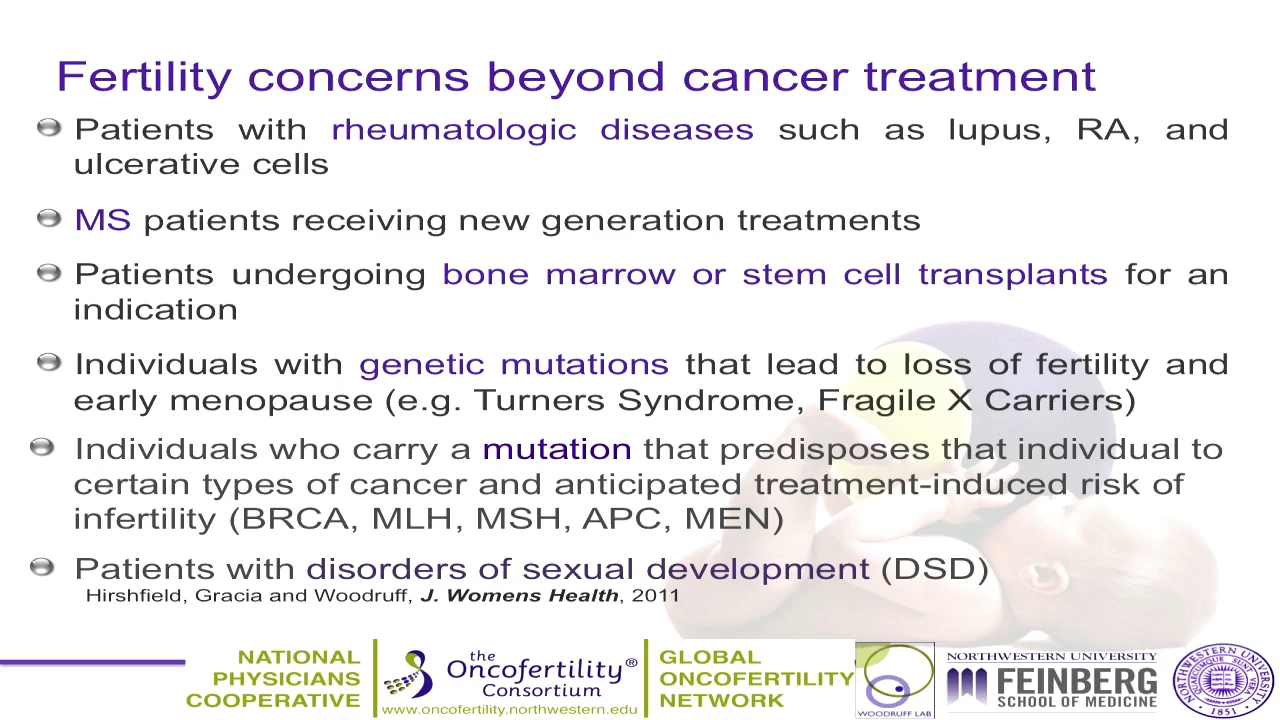 Fertility concerns beyond cancer treatment
Patients with rheumatologic diseases such as lupus, RA, and
ulcerative cells
MS patients receiving new generation treatments
Patients undergoing bone marrow or stem cell transplants for an
indication
Individuals with genetic mutations that lead to loss of fertility and
early menopause (e.g. Turners Syndrome, Fragile X Carriers)
Individuals who carry a mutation that predisposes that individual to
certain types of cancer and anticipated treatment-induced risk of
infertility (BRCA, MLH, MSH, APC, MEN)
Patients with disorders of sexual development (DSD)
Hirshfield, Gracia and Woodruff, J. Womens Health, 2011
NATIONAL
PHYSICIANS
COOPERATIVE
the
Oncofertility®
Consortium
www.oncofertility.northwestern.edu
GLOBAL
ONCOFERTILITY
NETWORK
WOODRUFF LAB
NORTHWESTERN UNIVERSITY
FEINBERG
SCHOOL OF MEDICINE
NORTHWESTERN UNIVERSITY
1851